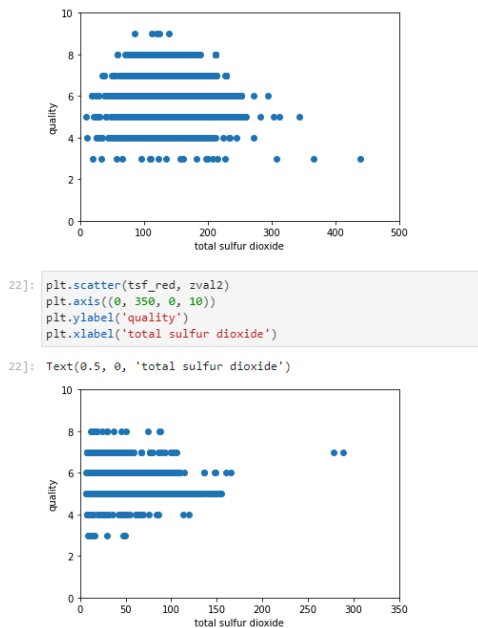 10
8
6
4
2
0
quality
0 100 200 300 400 500
total sulfur dioxide
22]: plt.scatter(tsf_red, zval2)
plt.axis((0, 350, 0, 10))
plt.ylabel('quality')
plt.xlabel('total sulfur dioxide')
22]: Text(0.5, 0, 'total sulfur dioxide')
10
8
6
4
2
0
quality
0 50 100 150 200 250 300 350
total sulfur dioxide